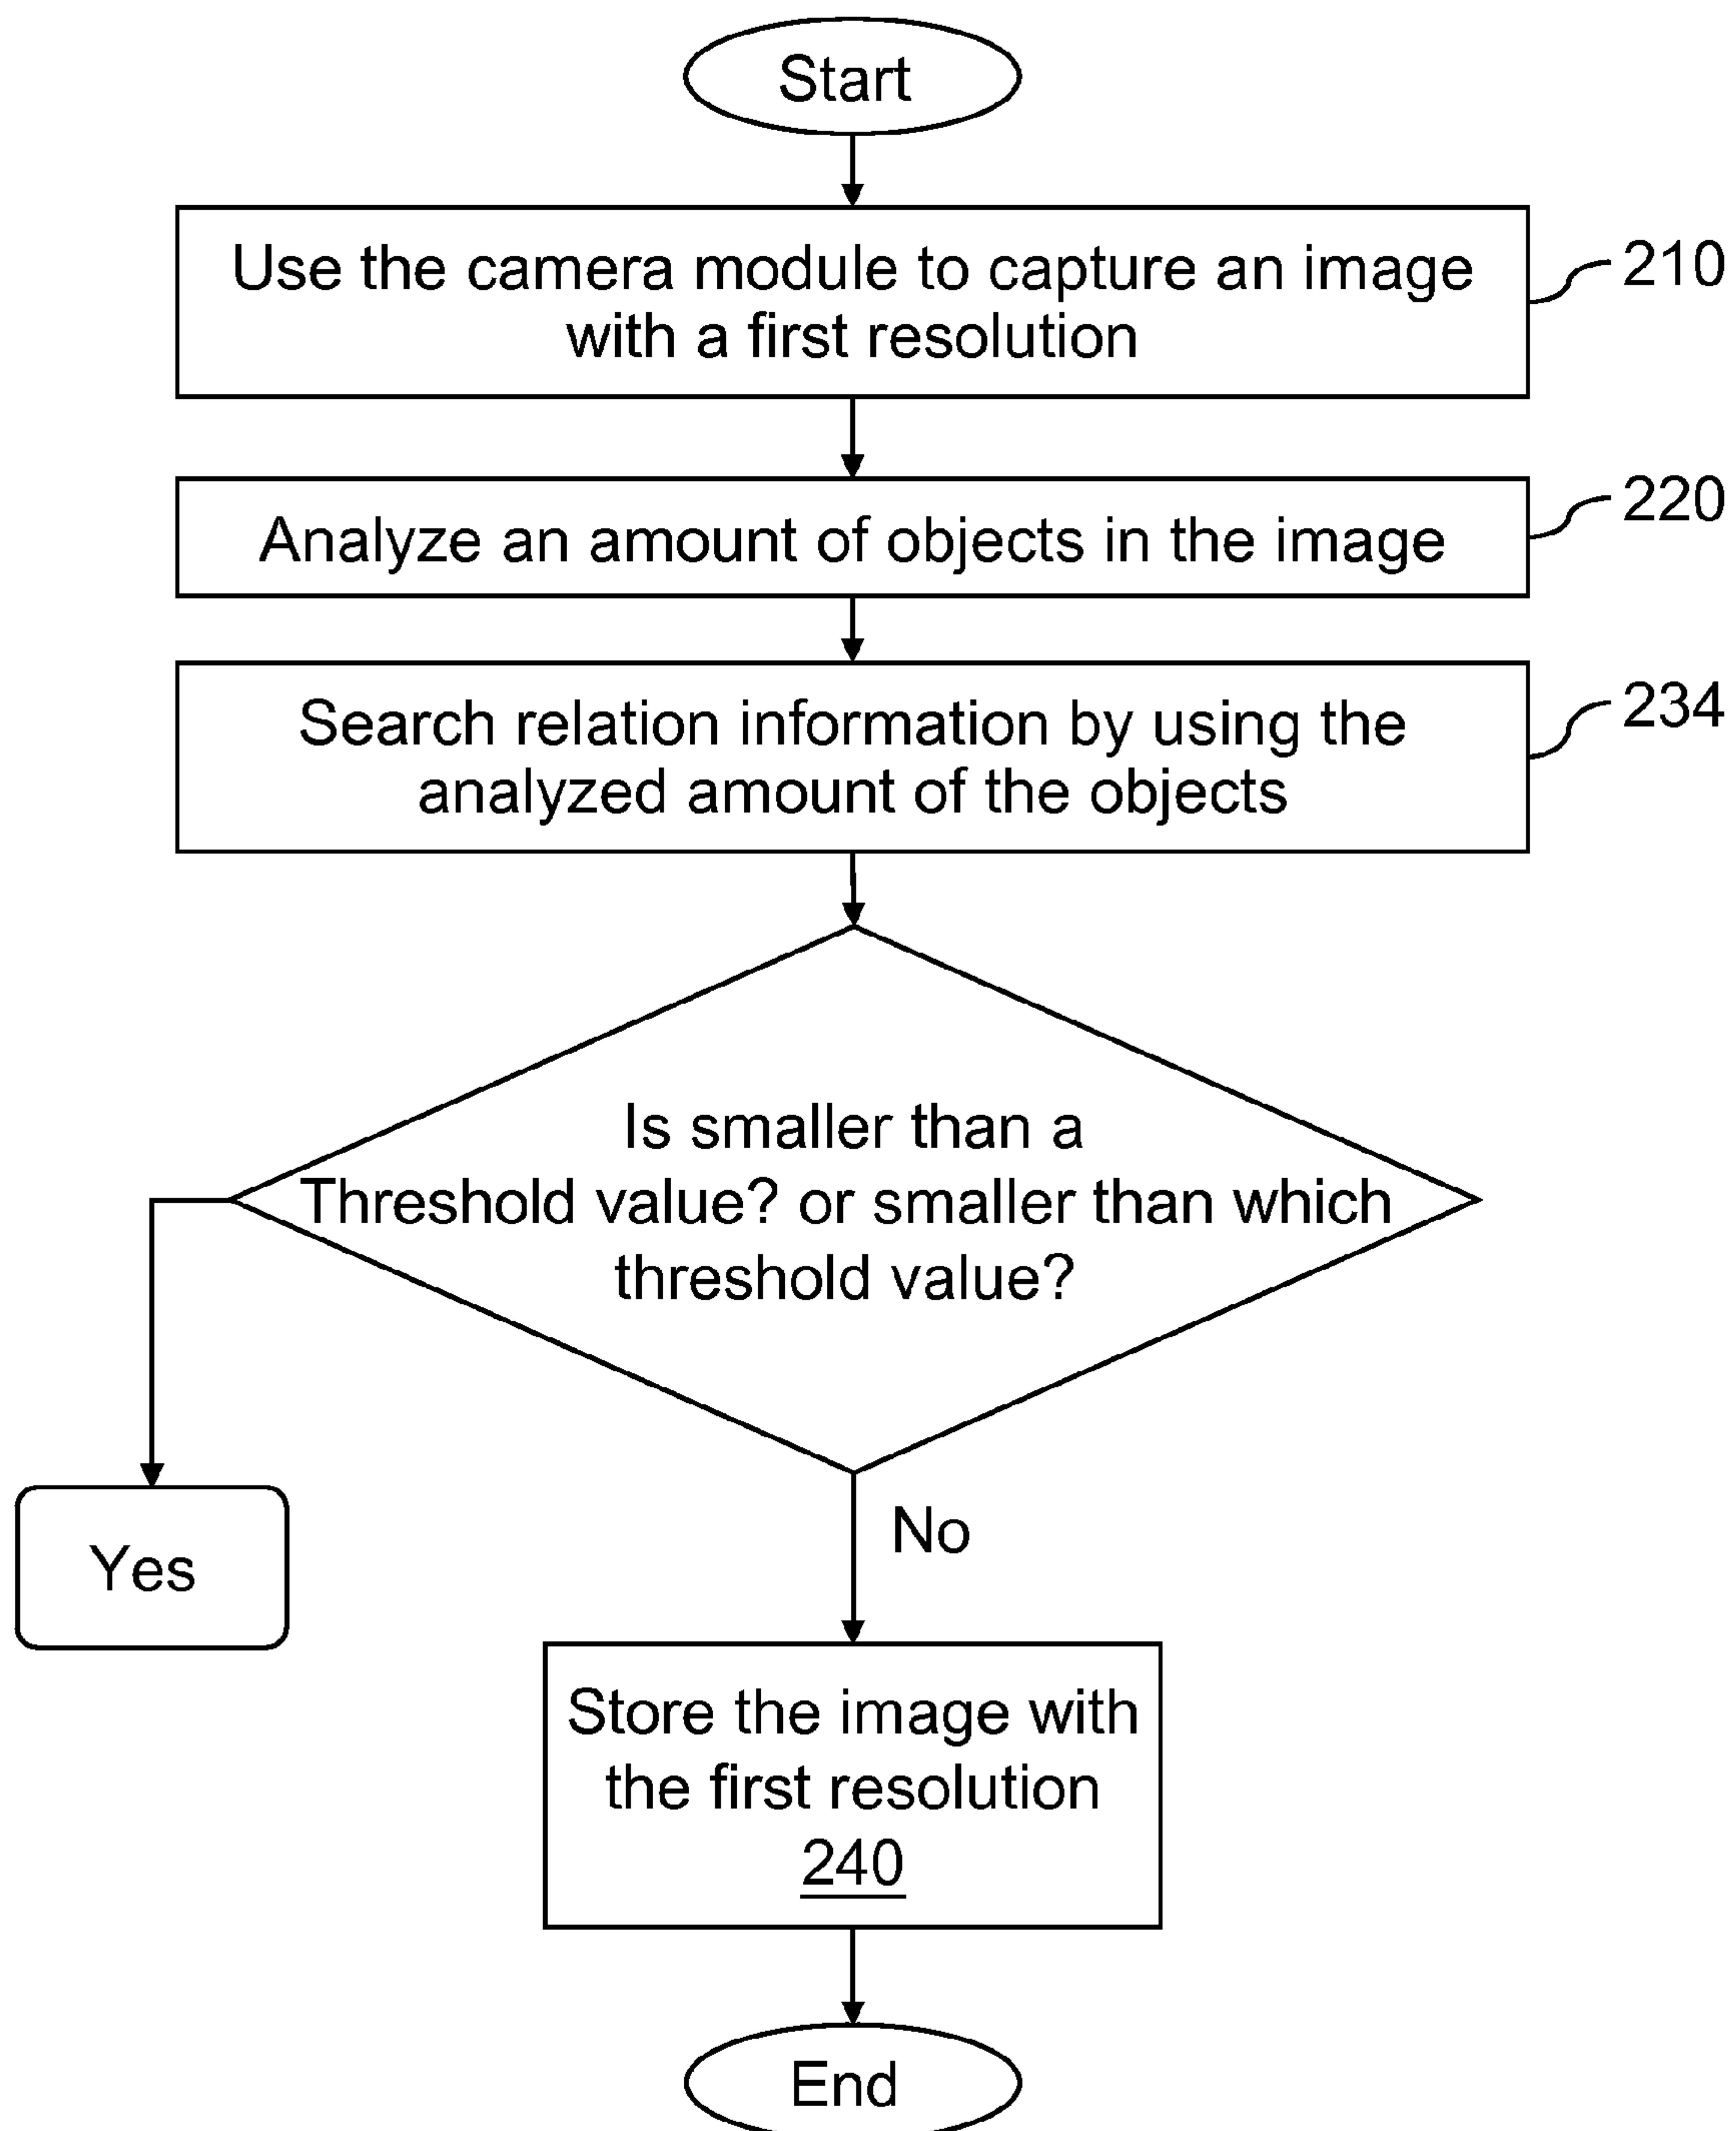 Start
Use the camera module to capture an image
with a first resolution
210
Analyze an amount of objects in the image
220
Search relation information by using the
analyzed amount of the objects
234
Is smaller than a
Threshold value? or smaller than which
threshold value?
Yes
No
Store the image with
the first resolution
240
End